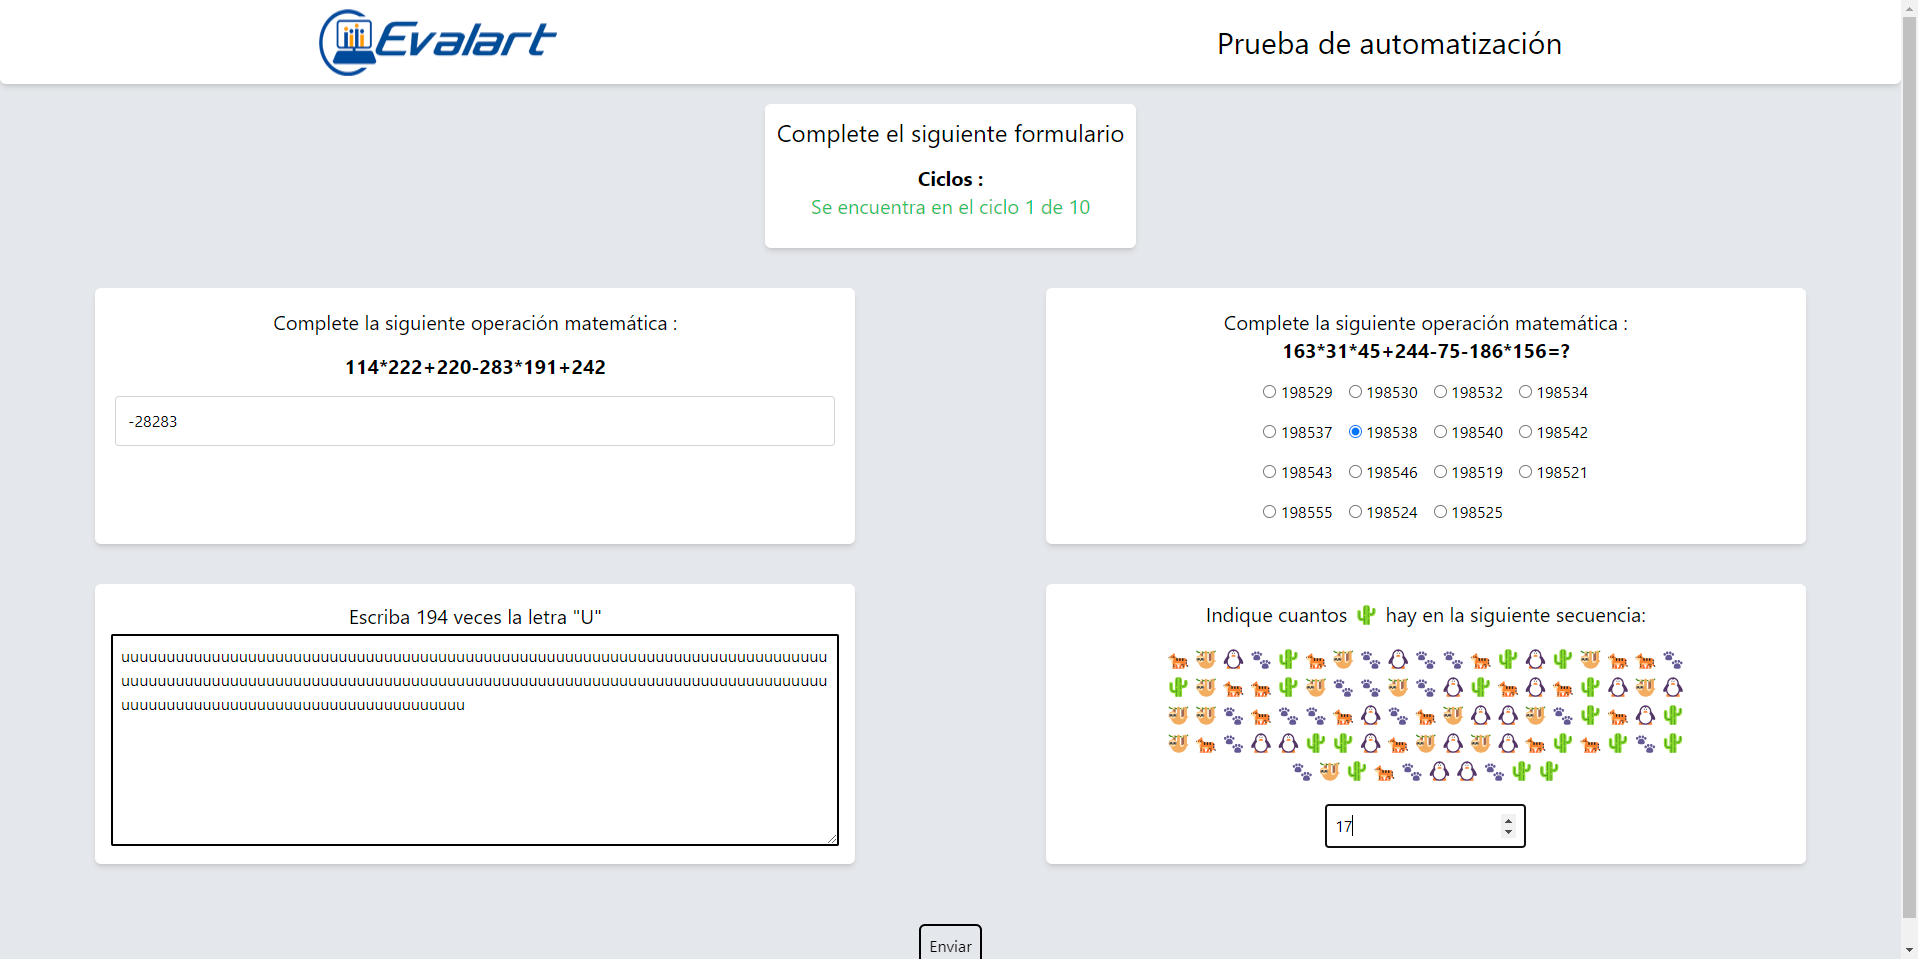 Evalart
Prueba de automatización
Complete el siguiente formulario
Ciclos :
Se encuentra en el ciclo 1 de 10
Complete la siguiente operación matemática :
114*222+220-283*191+242
-28283
Complete la siguiente operación matemática :
163*31*45+244-75-186*156=?
198529 198530 198532 198534
198537 198538 198540 198542
198543 198546 198519 198521
198555 198524 198525
Escriba 194 veces la letra "U"
uuuuuuuuuuuuuuuuuuuuuuuuuuuuuuuuuuuuuuuuuuuuuuuuuuuuuuuuuuuuuuuuuuuuuuuuuuuuuu
uuuuuuuuuuuuuuuuuuuuuuuuuuuuuuuuuuuuuuuuuuuuuuuuuuuuuuuuuuuuuuuuuuuuuuuuuuuuuu
uuuuuuuuuuuuuuuuuuuuuuuuuuuuuuuuuuuuuu
Indique cuantos 🌵 hay en la siguiente secuencia:
17
Enviar